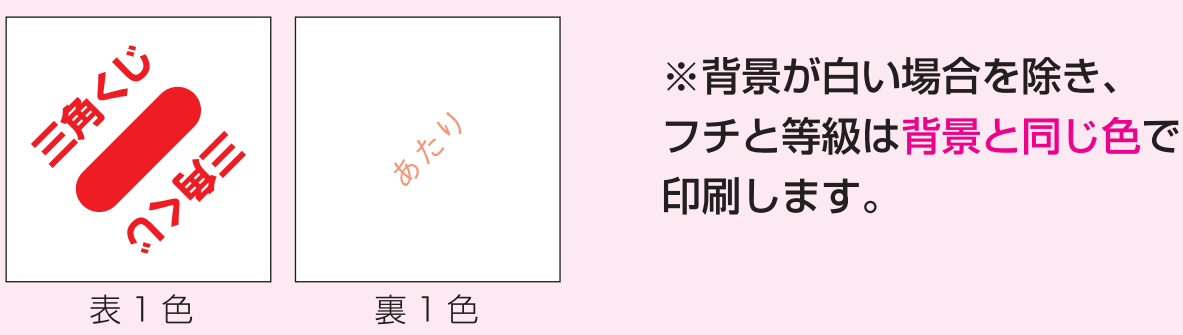 三角くじ
三角くじ
あたり
表1色
裏1色
※背景が白い場合を除き、
フチと等級は背景と同じ色で
印刷します。